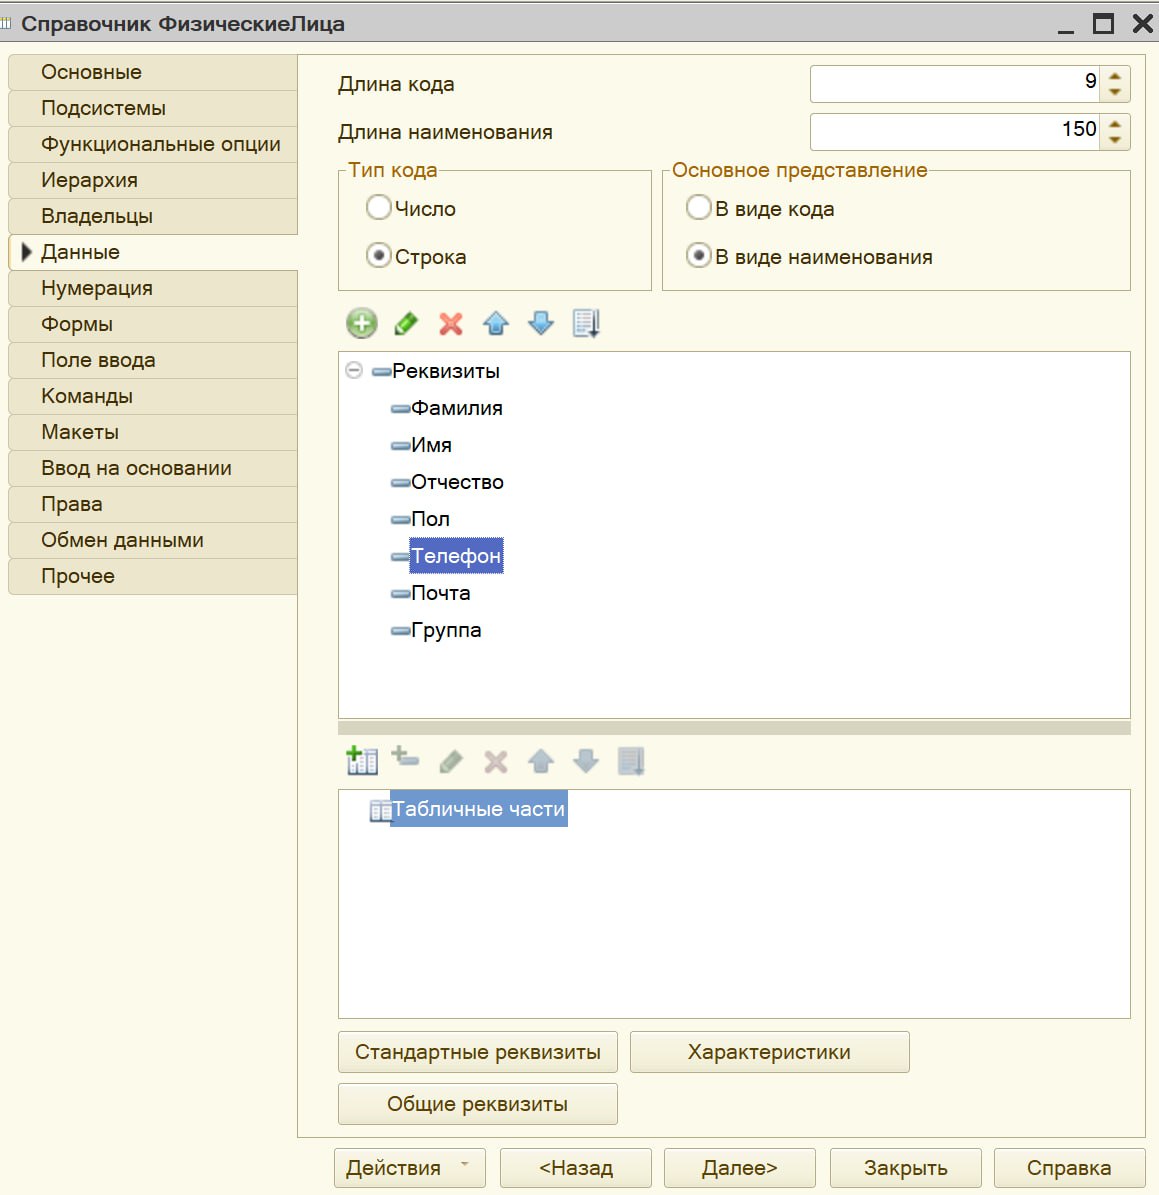 Справочник ФизическиеЛица
Основные
Подсистемы
Функциональные опции
Иерархия
Владельцы
Данные
Нумерация
Формы
Поле ввода
Команды
Макеты
Ввод на основании
Права
Обмен данными
Прочее
Длина кода 9
Длина наименования 150
Тип кода
Число
Строка
Основное представление
В виде кода
В виде наименования
Реквизиты
Фамилия
Имя
Отчество
Пол
Телефон
Почта
Группа
Табличные части
Стандартные реквизиты Характеристики
Общие реквизиты
Действия <Назад Далее> Закрыть Справка